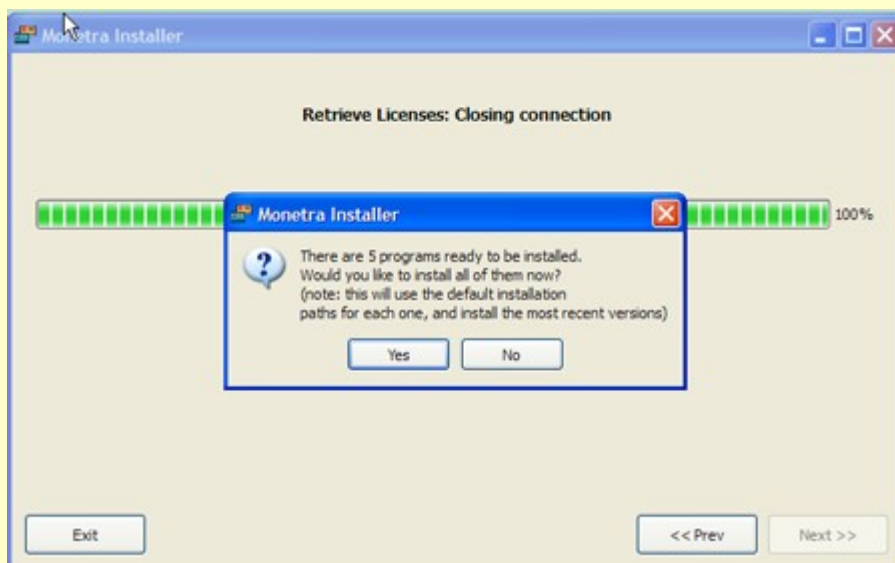 Monetra Installer
Retrieve Licenses: Closing connection
100%
Monetra Installer
There are 5 programs ready to be installed.
Would you like to install all of them now?
(note: this will use the default installation
paths for each one, and install the most recent versions)
Yes No
Exit << Prev Next >>